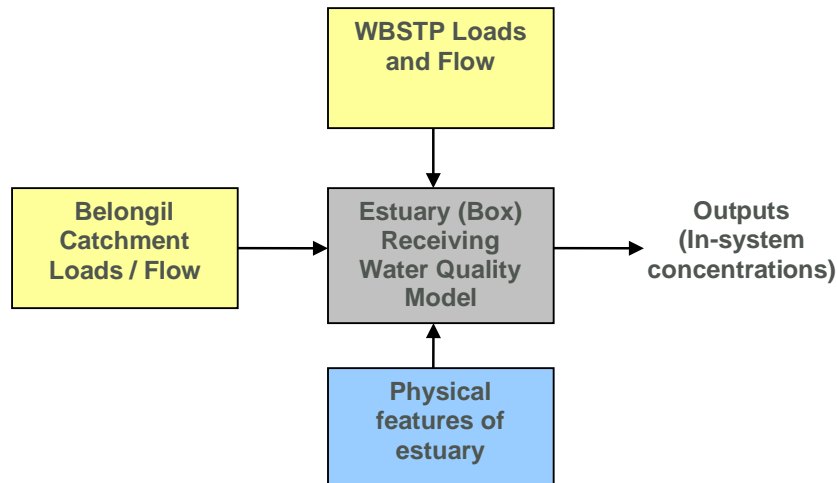 WBSTP Loads
and Flow
Belongil
Catchment
Loads / Flow
Estuary (Box)
Receiving
Water Quality
Model
Outputs
(In-system
concentrations)
Physical
features of
estuary